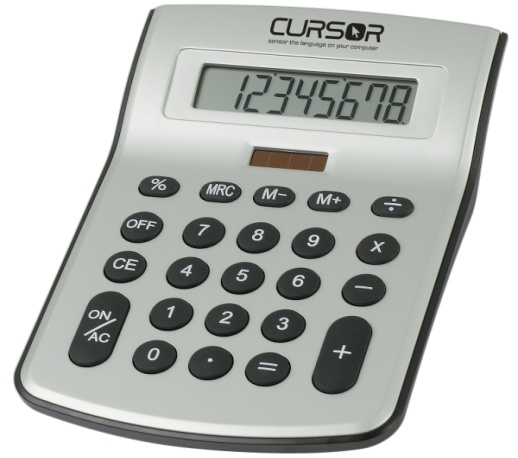 CURSOR
sensor the language on your computer
12345678
% MRC M− M+ ÷
OFF 7 8 9 x
CE 4 5 6 −
ON/AC 1 2 3 +
0 . =